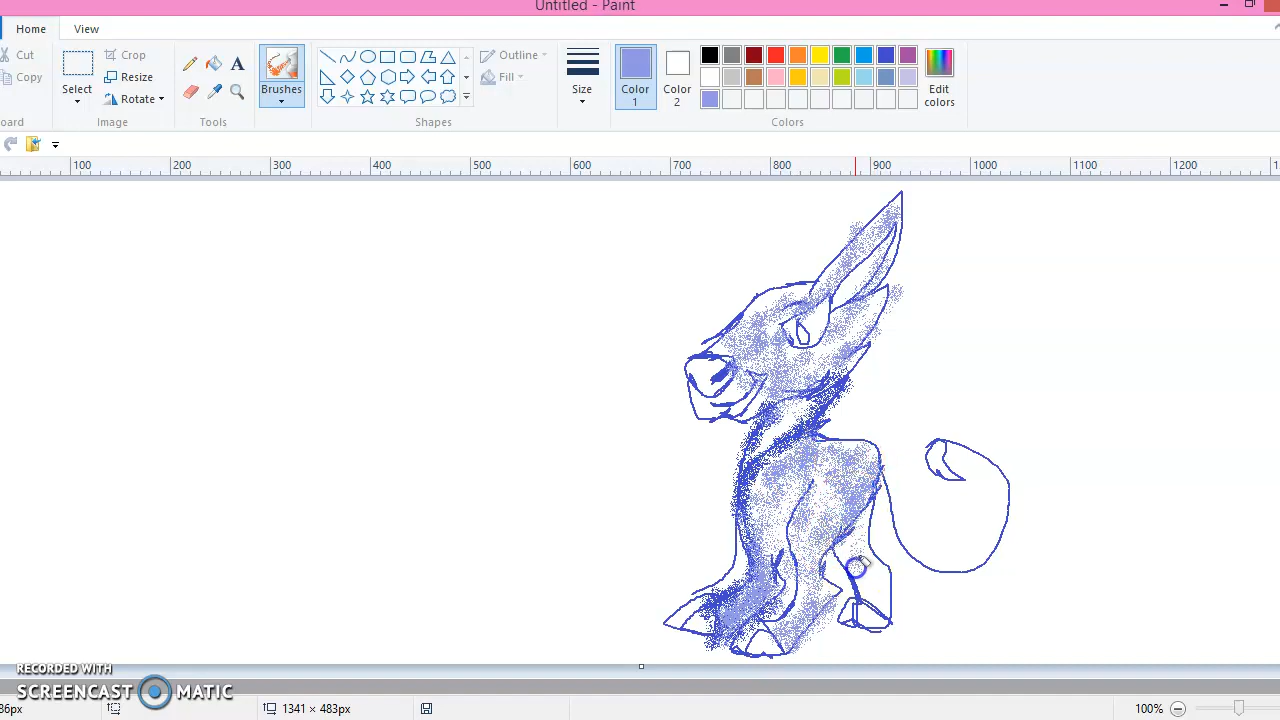 Untitled - Paint
Home View
Cut
Copy
oard
Select
Crop
Resize
Rotate
Image
A
Tools
Brushes
Outline
Fill
Shapes
Size
Color 1
Color 2
Edit colors
Colors
100 200 300 400 500 600 700 800 900 1000 1100 1200
RECORDED WITH
SCREENCAST MATIC
36px
1341 × 483px
100%